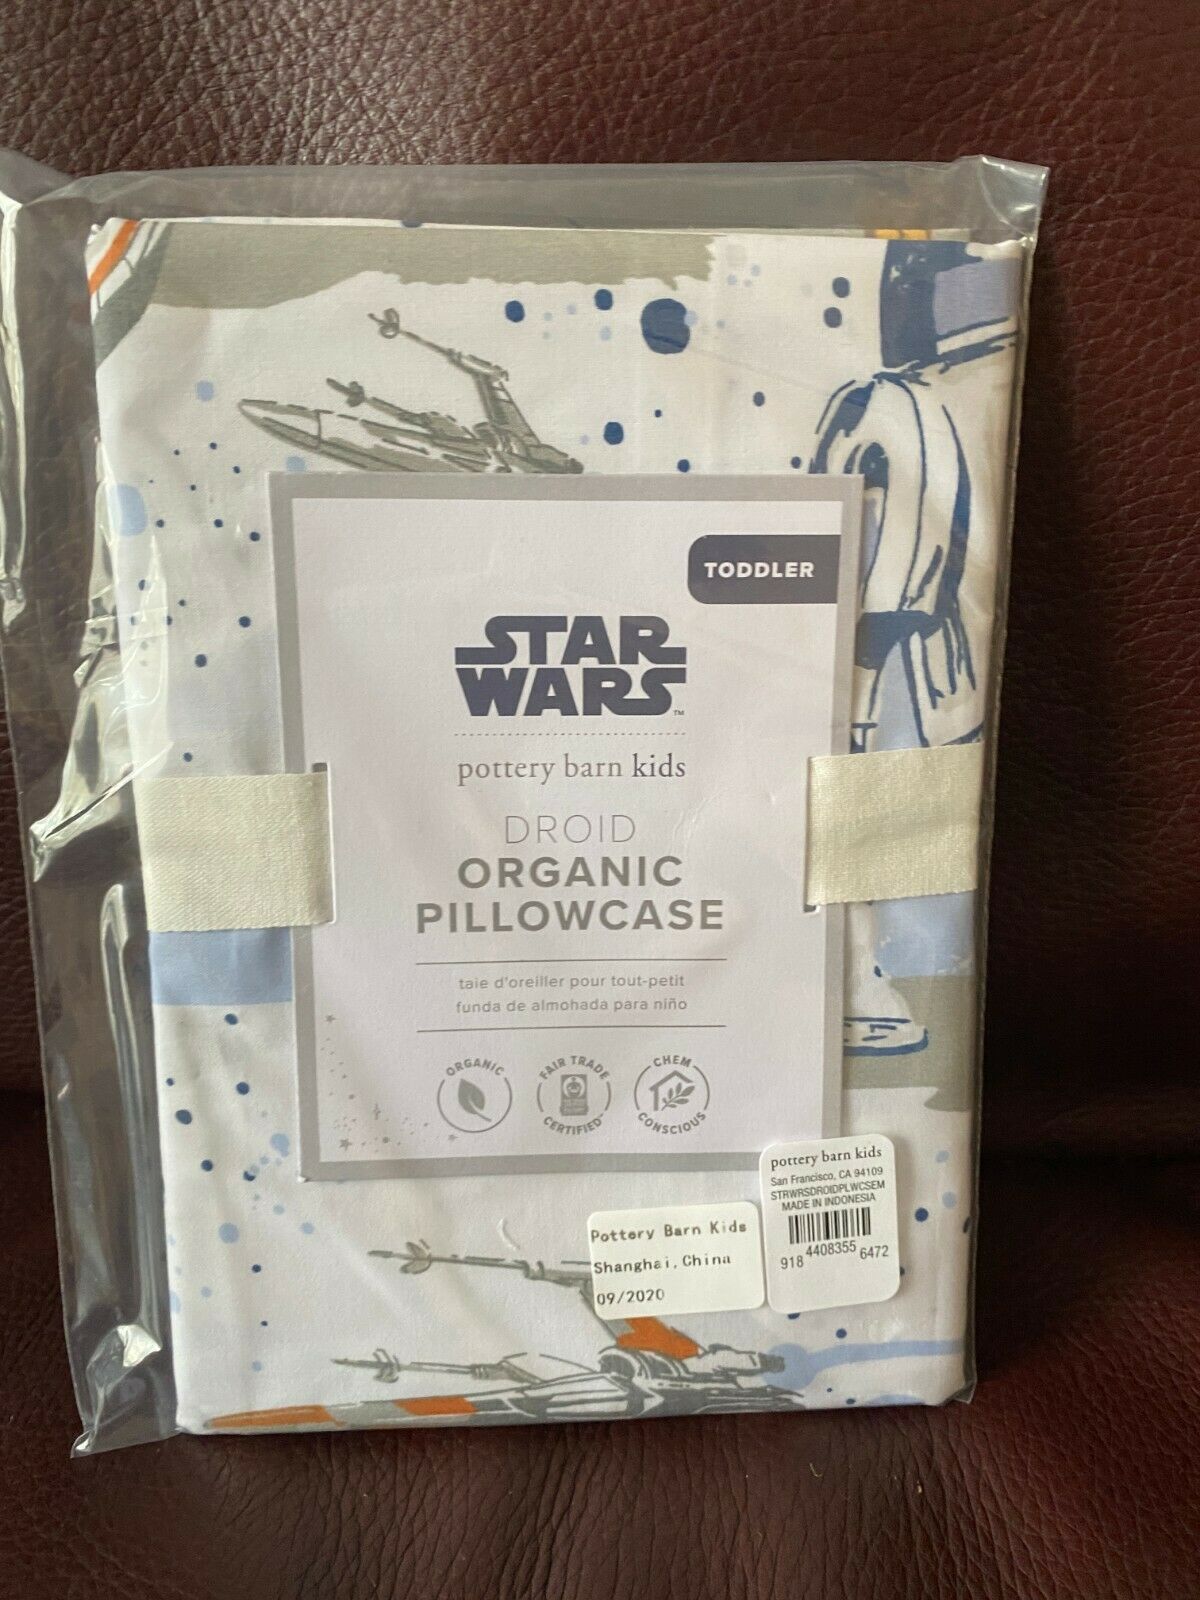 TODDLER
STAR
WARS™
pottery barn kids
DROID
ORGANIC
PILLOWCASE
taie d'oreiller pour tout-petit
funda de almohada para niño
ORGANIC
FAIR TRADE
CERTIFIED™
CHEM
CONSCIOUS
pottery barn kids
San Francisco, CA 94109
STRWRSDROIDPLWCSEM
MADE IN INDONESIA
918 4408355 6472
Pottery Barn Kids
Shanghai, China
09/2020